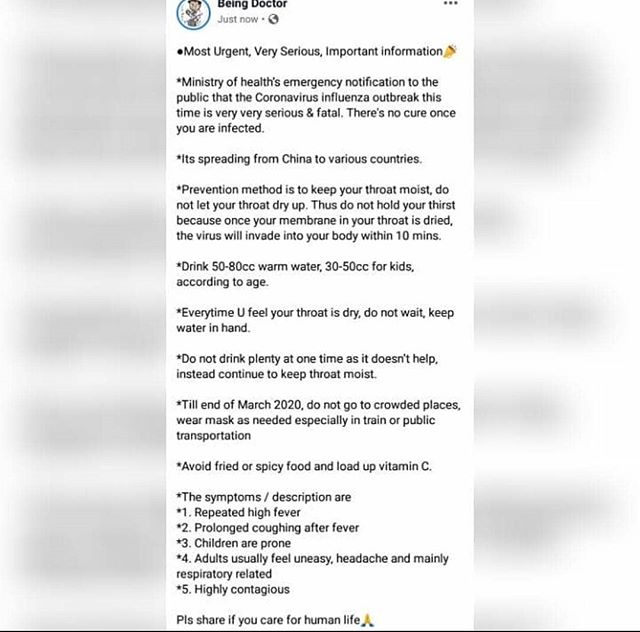 Being Doctor
Just now ·
●Most Urgent, Very Serious, Important information🎉
*Ministry of health's emergency notification to the
public that the Coronavirus influenza outbreak this
time is very very serious & fatal. There's no cure once
you are infected.
*Its spreading from China to various countries.
*Prevention method is to keep your throat moist, do
not let your throat dry up. Thus do not hold your thirst
because once your membrane in your throat is dried,
the virus will invade into your body within 10 mins.
*Drink 50-80cc warm water, 30-50cc for kids,
according to age.
*Everytime U feel your throat is dry, do not wait, keep
water in hand.
*Do not drink plenty at one time as it doesn't help,
instead continue to keep throat moist.
*Till end of March 2020, do not go to crowded places,
wear mask as needed especially in train or public
transportation
*Avoid fried or spicy food and load up vitamin C.
*The symptoms / description are
*1. Repeated high fever
*2. Prolonged coughing after fever
*3. Children are prone
*4. Adults usually feel uneasy, headache and mainly
respiratory related
*5. Highly contagious
Pls share if you care for human life🙏